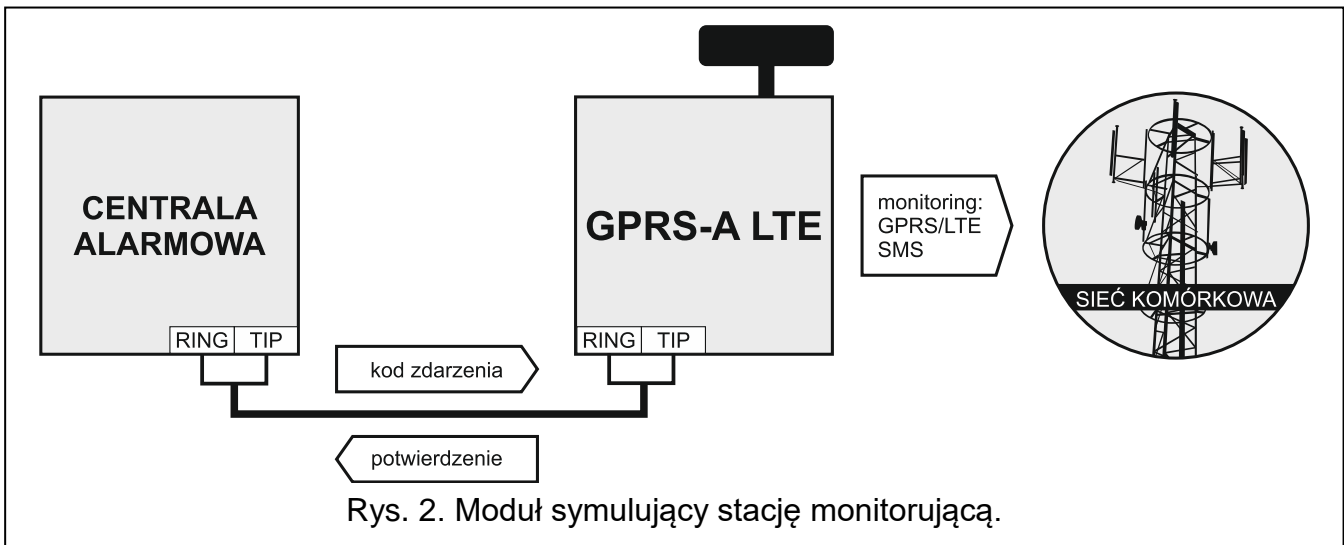 CENTRALA
ALARMOWA
RING TIP
GPRS-A LTE
RING TIP
kod zdarzenia
potwierdzenie
monitoring:
GPRS/LTE
SMS
SIEĆ KOMÓRKOWA
Rys. 2. Moduł symulujący stację monitorującą.